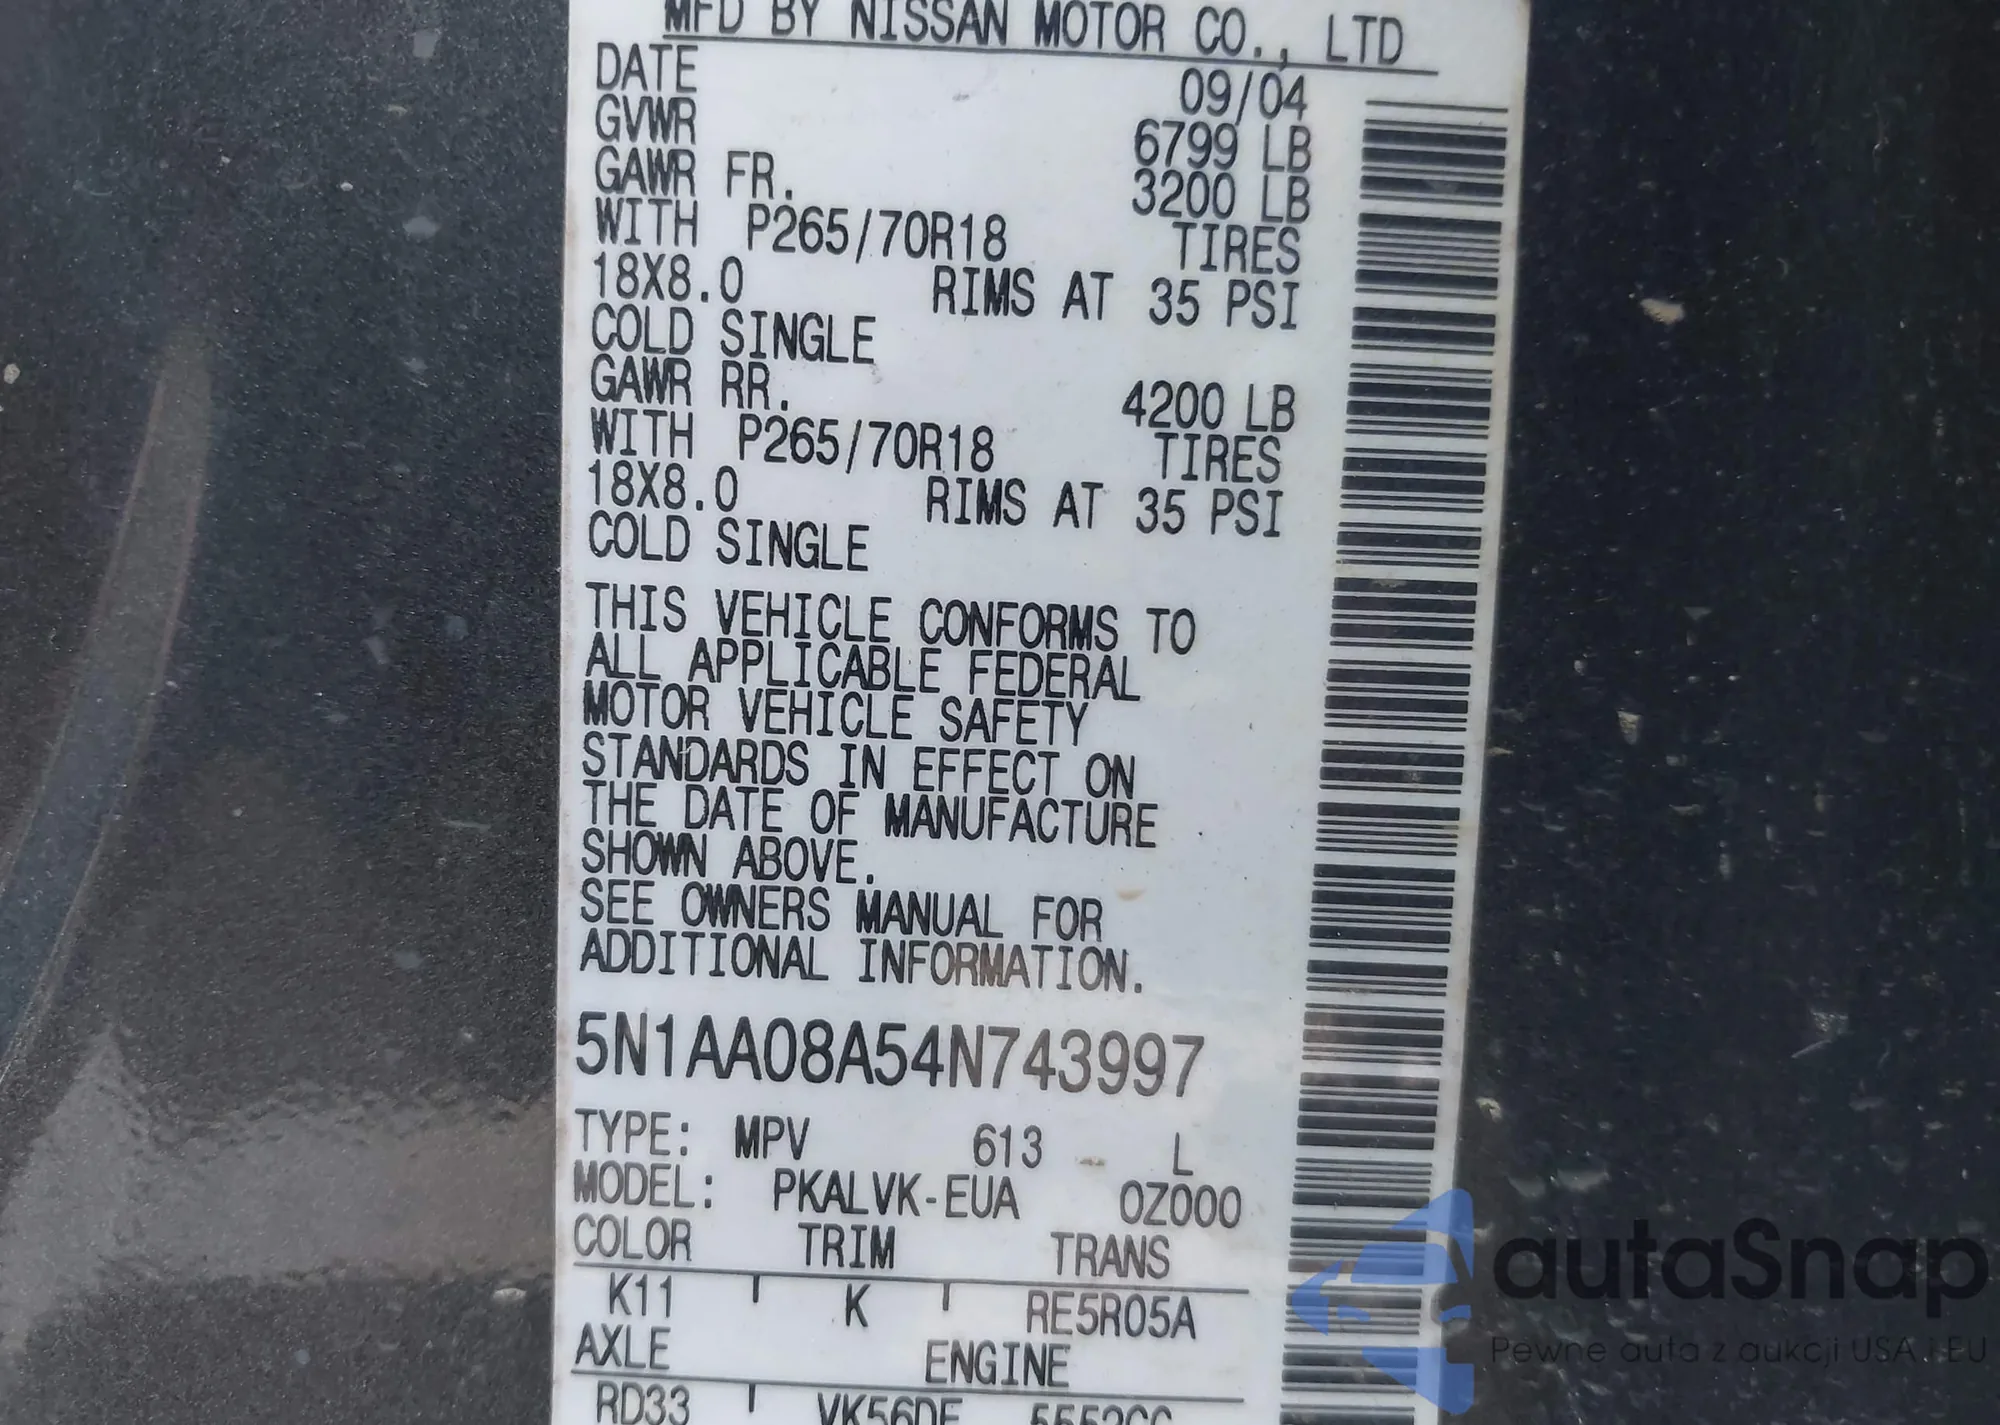 MFD BY NISSAN MOTOR CO., LTD
DATE 09/04
GVWR 6799 LB
GAWR FR. 3200 LB
WITH P265/70R18 TIRES
18X8.0 RIMS AT 35 PSI
COLD SINGLE
GAWR RR. 4200 LB
WITH P265/70R18 TIRES
18X8.0 RIMS AT 35 PSI
COLD SINGLE
THIS VEHICLE CONFORMS TO
ALL APPLICABLE FEDERAL
MOTOR VEHICLE SAFETY
STANDARDS IN EFFECT ON
THE DATE OF MANUFACTURE
SHOWN ABOVE.
SEE OWNERS MANUAL FOR
ADDITIONAL INFORMATION.
5N1AA08A54N743997
TYPE: MPV 613 L
MODEL: PKALVK-EUA 0Z000
COLOR TRIM TRANS
K11 K RE5R05A
AXLE ENGINE
RD33 VK56DE 5552CC
autaSnap
Pewne auta z aukcji USA i EU